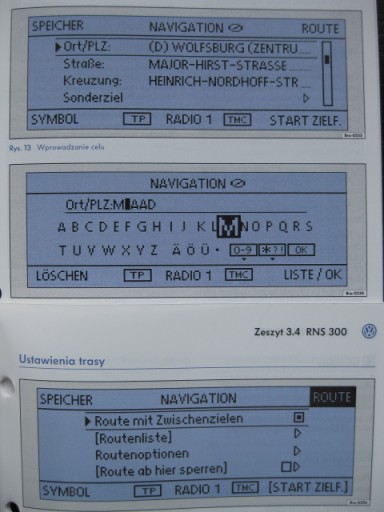 SPEICHER NAVIGATION ROUTE
Ort/PLZ: (D) WOLFSBURG (ZENTRU
Straße: MAJOR-HIRST-STRASSE
Kreuzung: HEINRICH-NORDHOFF-STR
Sonderziel
SYMBOL TP RADIO 1 TMC START ZIELF.
Rys. 13 Wprowadzanie celu
NAVIGATION
Ort/PLZ:M AAD
A B C D E F G H I J K L M N O P Q R S
T U V W X Y Z Ä Ö Ü · 0-9 *?! OK
LÖSCHEN TP RADIO 1 TMC LISTE / OK
Zeszyt 3.4 RNS 300
Ustawienia trasy
SPEICHER NAVIGATION ROUTE
Route mit Zwischenzielen
[Routenliste]
Routenoptionen
[Route ab hier sperren]
SYMBOL TP RADIO 1 TMC [START ZIELF.]